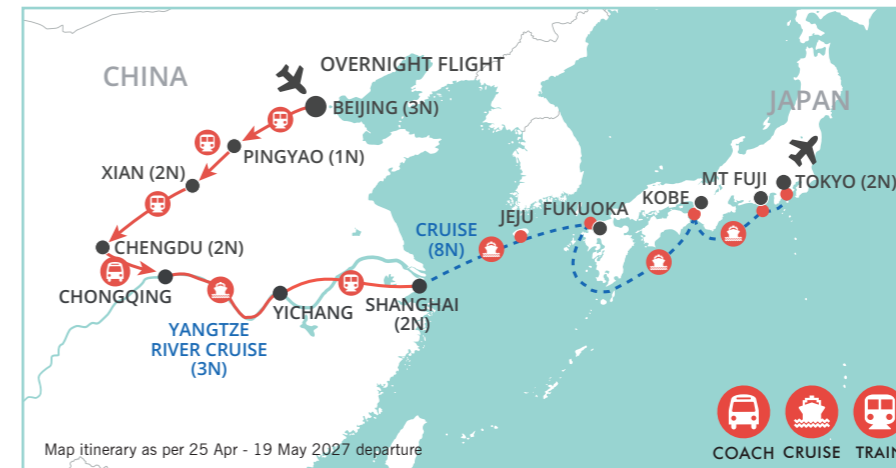 CHINA
OVERNIGHT FLIGHT
BEIJING (3N)
PINGYAO (1N)
XIAN (2N)
CHENGDU (2N)
CHONGQING
YANGTZE
RIVER CRUISE
(3N)
YICHANG
SHANGHAI
(2N)
CRUISE
(8N)
JEJU
FUKUOKA
KOBE
MT FUJI
TOKYO (2N)
JAPAN
Map itinerary as per 25 Apr - 19 May 2027 departure
COACH
CRUISE
TRAIN